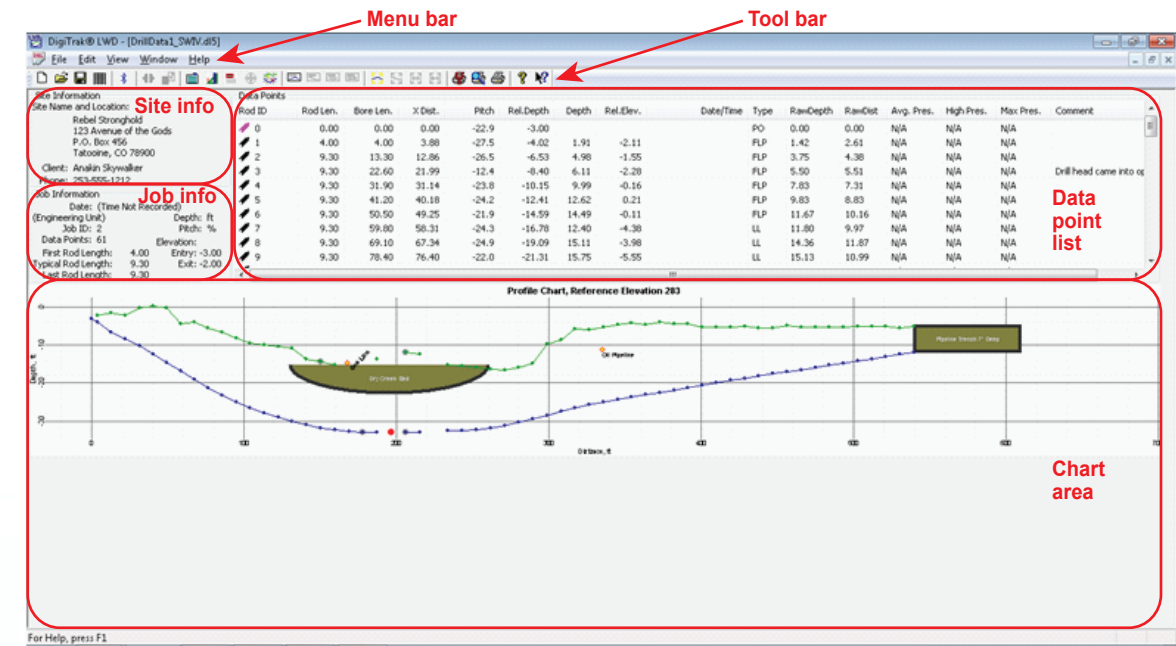 Menu bar
Tool bar
DigiTrak® LWD - [DrillData1_SWIV.dl5]
File Edit View Window Help
Site Information
Site info
Site Name and Location:
Rebel Stronghold
123 Avenue of the Gods
P.O. Box 456
Tatooine, CO 78900
Client: Anakin Skywalker
Phone: 253-555-1212
Job Information
Job info
Date: (Time Not Recorded)
(Engineering Unit) Depth: ft
Job ID: 2 Pitch: %
Data Points: 61 Elevation:
First Rod Length: 4.00 Entry: -3.00
Typical Rod Length: 9.30 Exit: -2.00
Last Rod Length: 9.30
Data Points
Rod ID Rod Len. Bore Len. X Dist. Pitch Rel.Depth Depth Rel.Elev. Date/Time Type RawDepth RawDist Avg. Pres. High Pres. Max Pres. Comment
0 0.00 0.00 0.00 -22.9 -3.00 PO 0.00 0.00 N/A N/A N/A
1 4.00 4.00 3.88 -27.5 -4.02 1.91 -2.11 FLP 1.42 2.61 N/A N/A N/A
2 9.30 13.30 12.86 -26.5 -6.53 4.98 -1.55 FLP 3.75 4.38 N/A N/A N/A
3 9.30 22.60 21.99 -12.4 -8.40 6.11 -2.28 FLP 5.50 5.51 N/A N/A N/A Drill head came into op
4 9.30 31.90 31.14 -23.8 -10.15 9.99 -0.16 FLP 7.83 7.31 N/A N/A N/A
5 9.30 41.20 40.18 -24.2 -12.41 12.62 0.21 FLP 9.83 8.83 N/A N/A N/A
6 9.30 50.50 49.25 -21.9 -14.59 14.49 -0.11 FLP 11.67 10.16 N/A N/A N/A
7 9.30 59.80 58.31 -24.3 -16.78 12.40 -4.38 LL 11.80 9.97 N/A N/A N/A
8 9.30 69.10 67.34 -24.9 -19.09 15.11 -3.98 LL 14.36 11.87 N/A N/A N/A
9 9.30 78.40 76.40 -22.0 -21.31 15.75 -5.55 LL 15.13 10.99 N/A N/A N/A
Data
point
list
Profile Chart, Reference Elevation 283
Depth, ft
0
-10
-20
-30
Dry Creek Bed
Oil Pipeline
0 100 200 300 400 500 600 700
Distance, ft
Chart
area
For Help, press F1